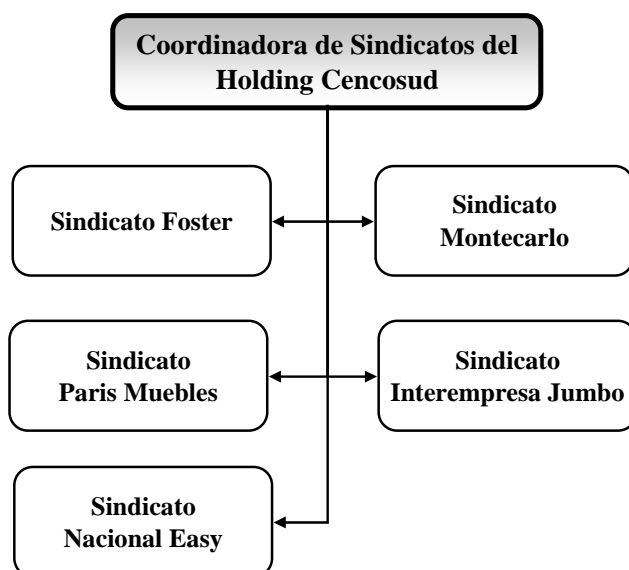 Coordinadora de Sindicatos del
Holding Cencosud
Sindicato Foster
Sindicato
Montecarlo
Sindicato
Paris Muebles
Sindicato
Interempresa Jumbo
Sindicato
Nacional Easy